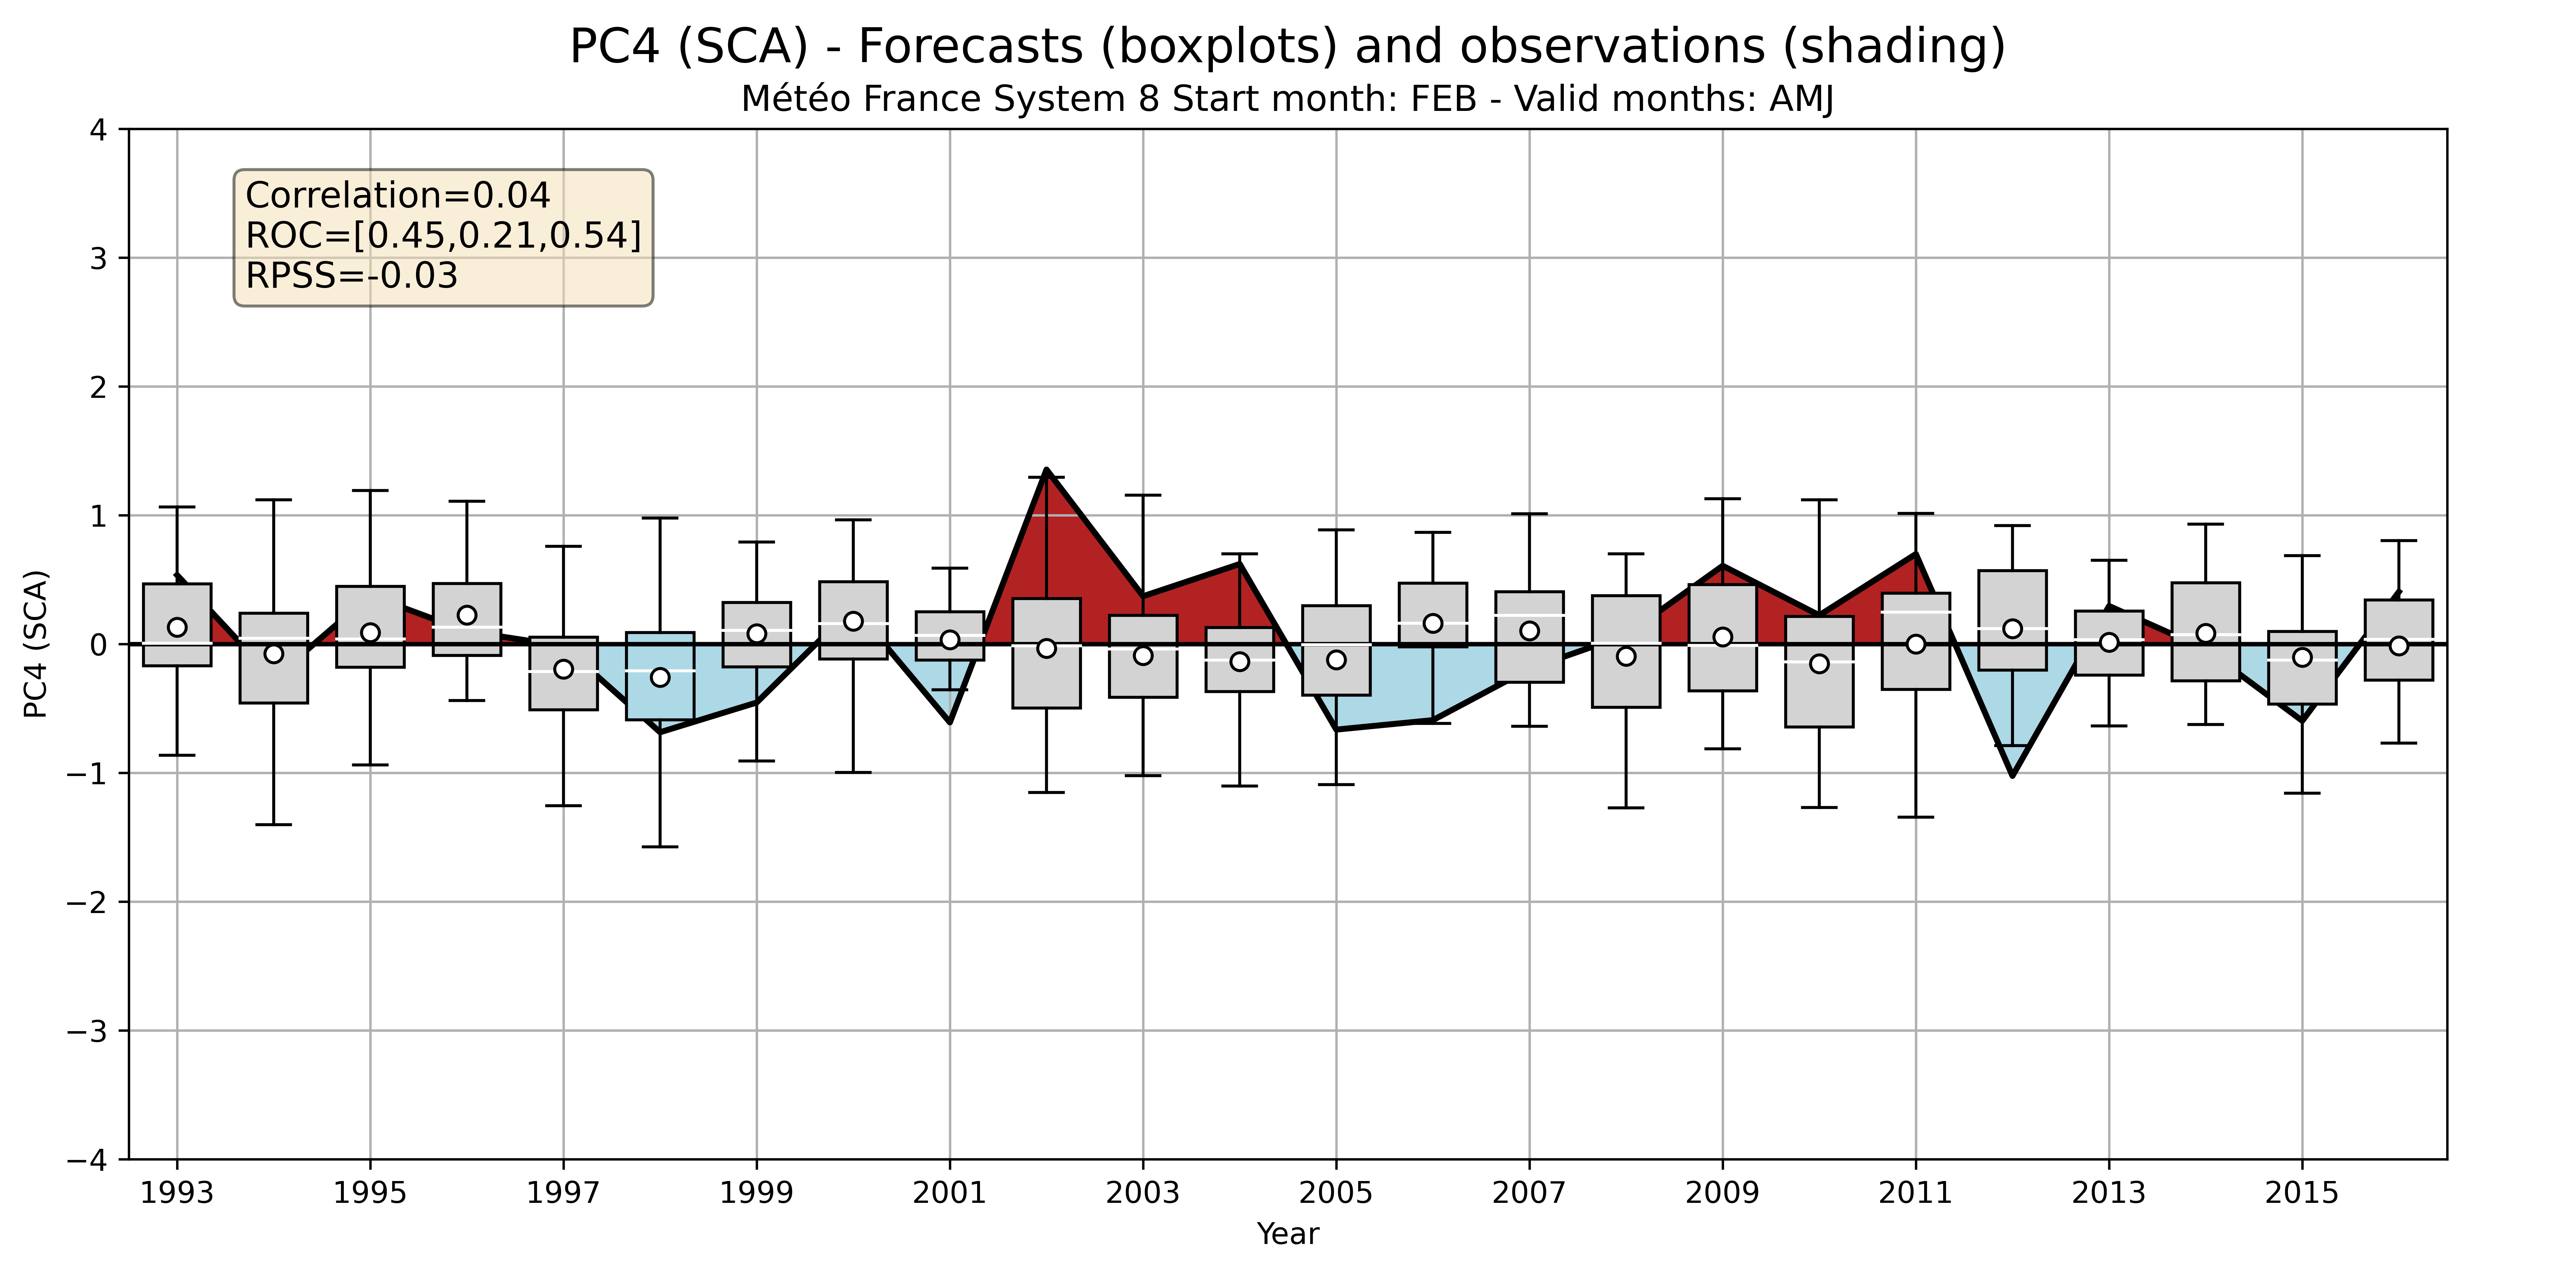 PC4 (SCA) - Forecasts (boxplots) and observations (shading)
Météo France System 8 Start month: FEB - Valid months: AMJ
Correlation=0.04
ROC=[0.45,0.21,0.54]
RPSS=-0.03
PC4 (SCA)
4
3
2
1
0
−1
−2
−3
−4
1993 1995 1997 1999 2001 2003 2005 2007 2009 2011 2013 2015
Year